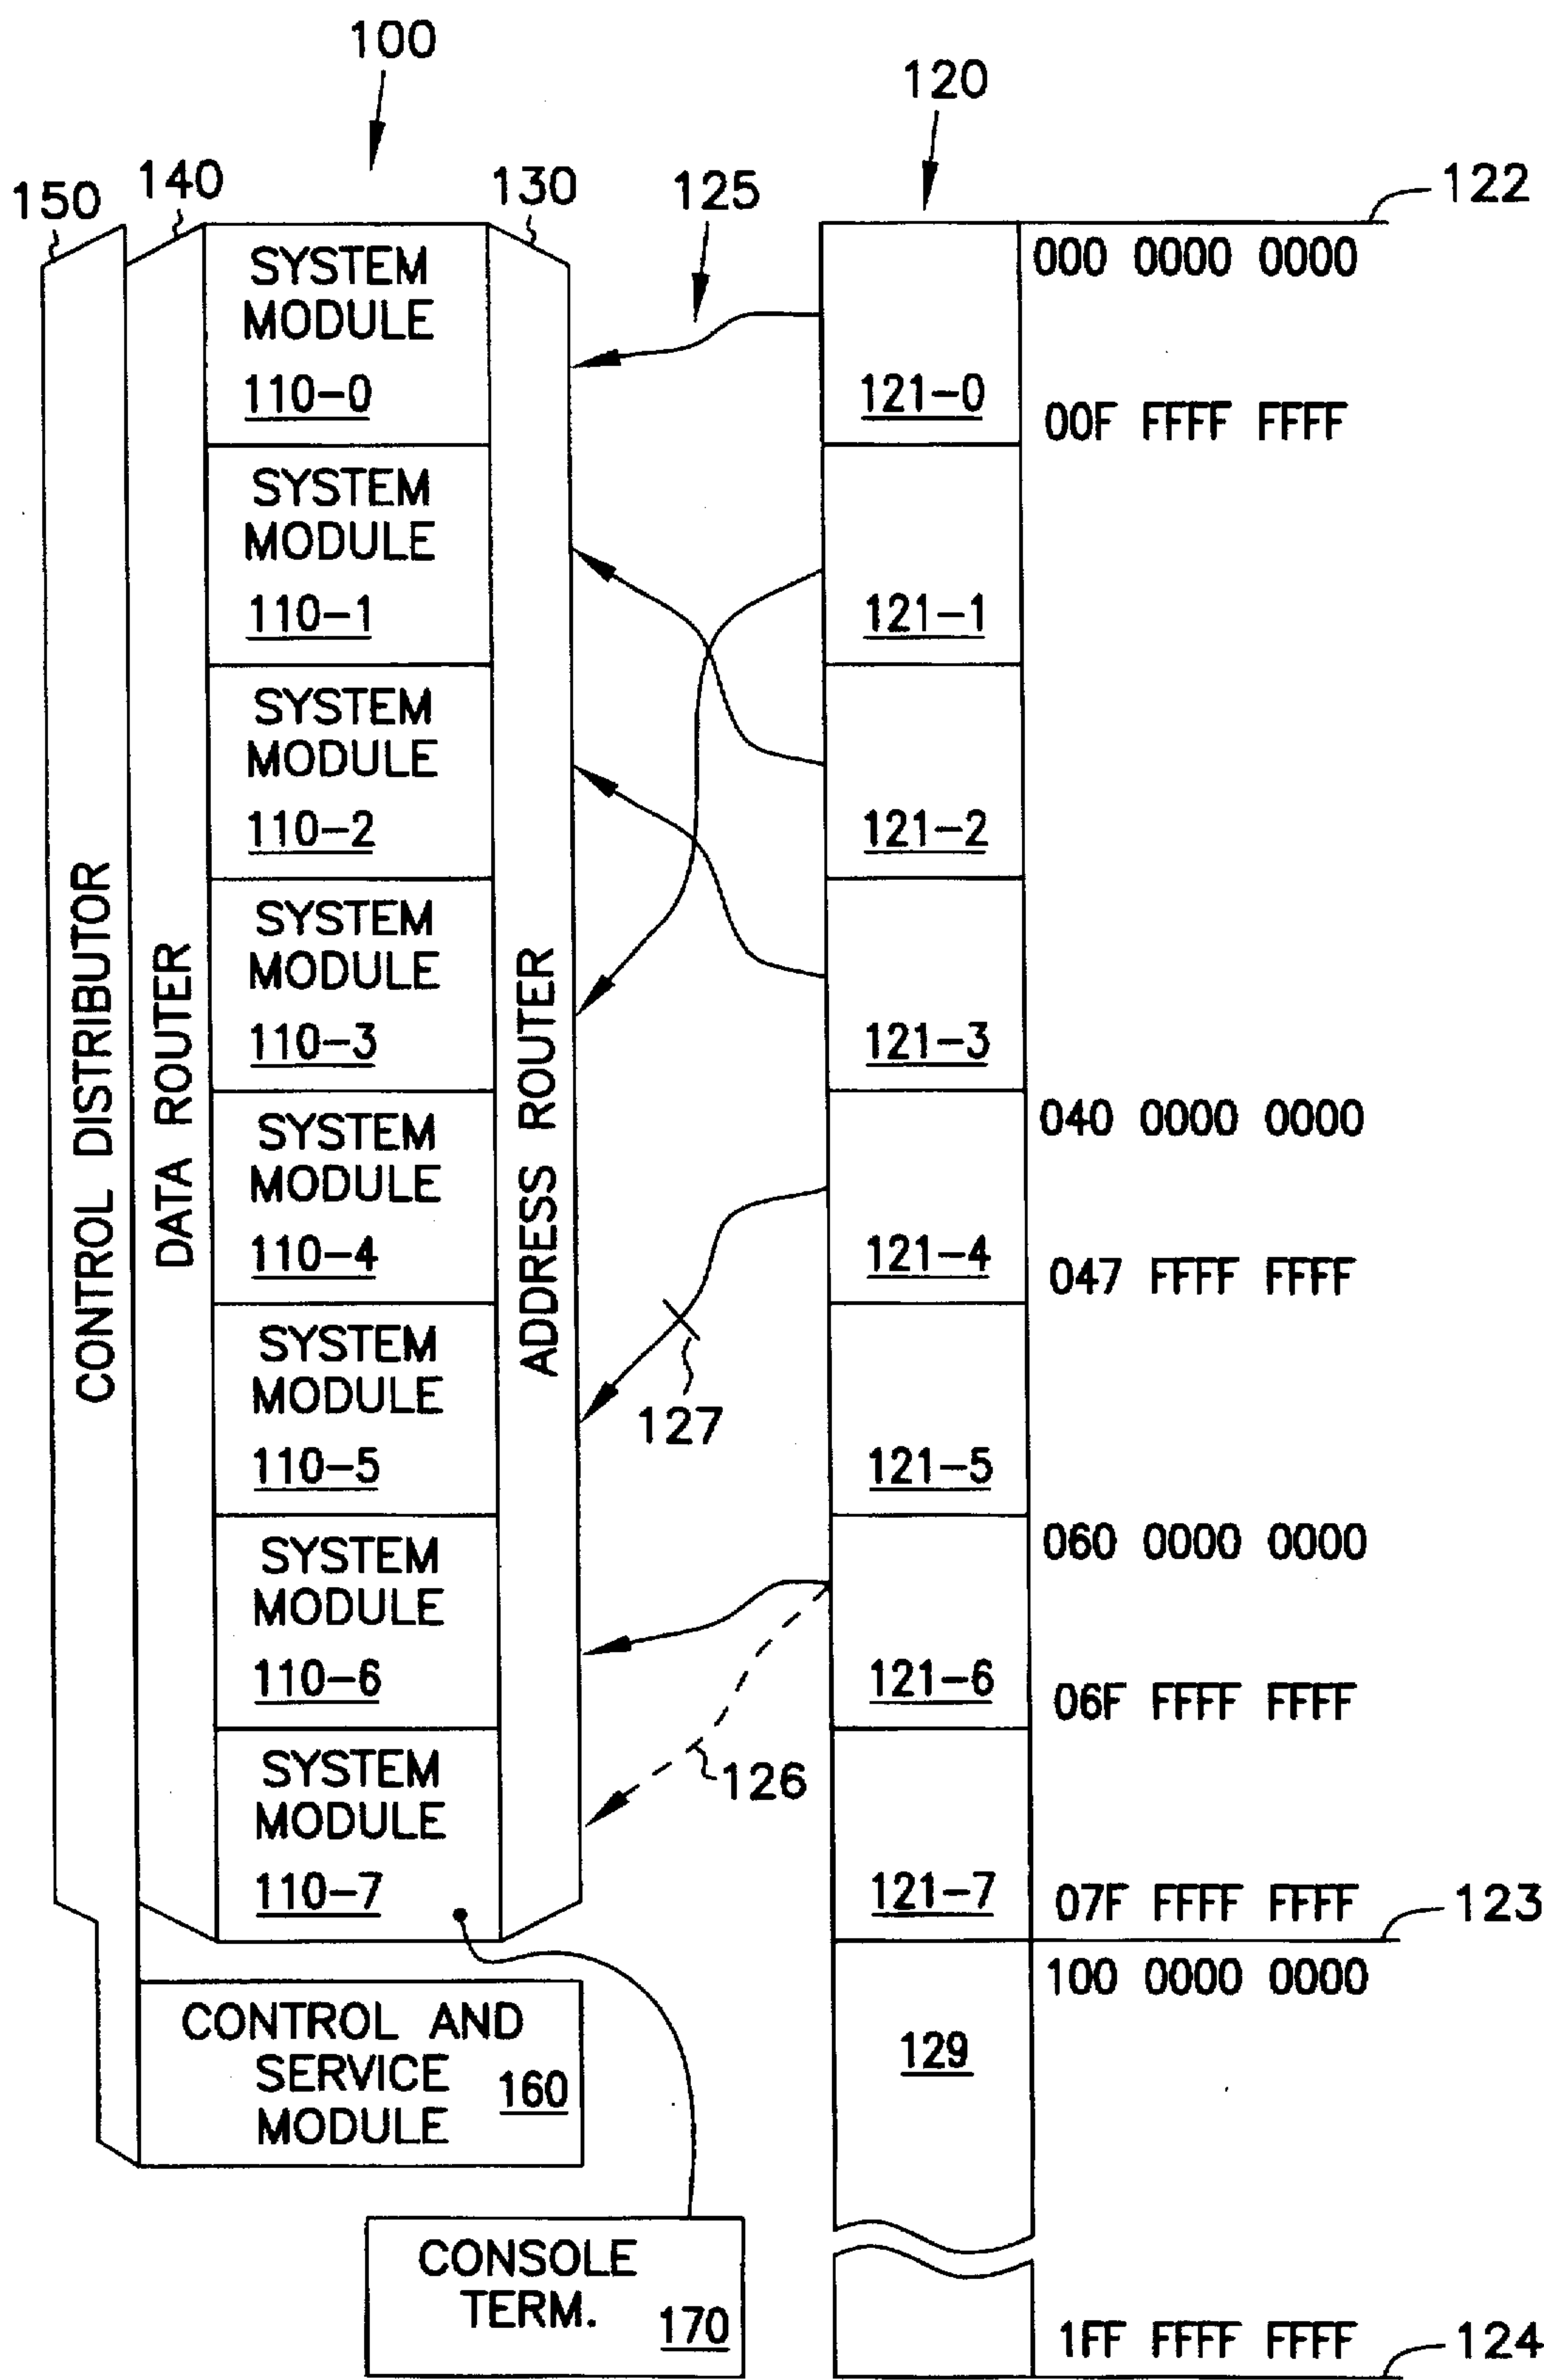 100
120
150
140
130
125
122
SYSTEM
MODULE
110-0
121-0
000 0000 0000
00F FFFF FFFF
SYSTEM
MODULE
110-1
121-1
SYSTEM
MODULE
110-2
121-2
SYSTEM
MODULE
110-3
121-3
CONTROL DISTRIBUTOR
DATA ROUTER
ADDRESS ROUTER
SYSTEM
MODULE
110-4
121-4
040 0000 0000
047 FFFF FFFF
127
SYSTEM
MODULE
110-5
121-5
SYSTEM
MODULE
110-6
121-6
060 0000 0000
06F FFFF FFFF
126
SYSTEM
MODULE
110-7
121-7
07F FFFF FFFF
123
100 0000 0000
CONTROL AND
SERVICE
MODULE
160
129
CONSOLE
TERM.
170
1FF FFFF FFFF
124